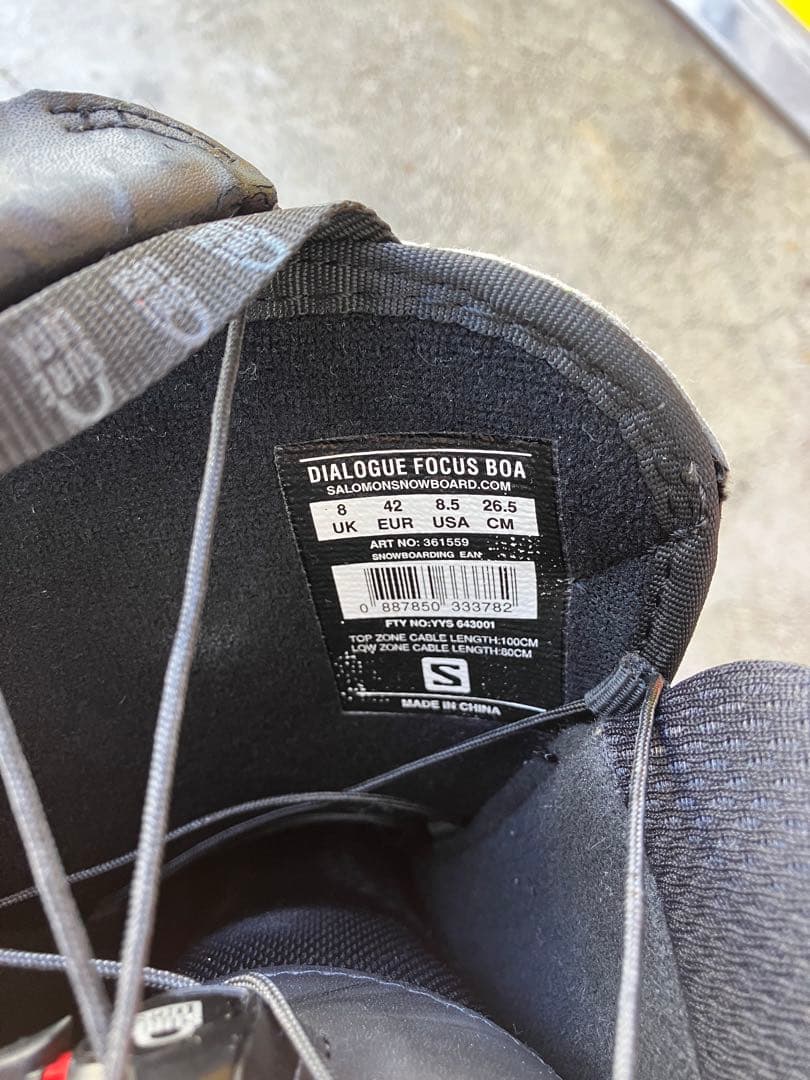 DIALOGUE FOCUS BOA
SALOMONSNOWBOARD.COM
8 42 8.5 26.5
UK EUR USA CM
ART NO: 361559
SNOWBOARDING EAN
0 887850 333782
FTY NO:YYS 643001
TOP ZONE CABLE LENGTH:100CM
LOW ZONE CABLE LENGTH:80CM
S
MADE IN CHINA